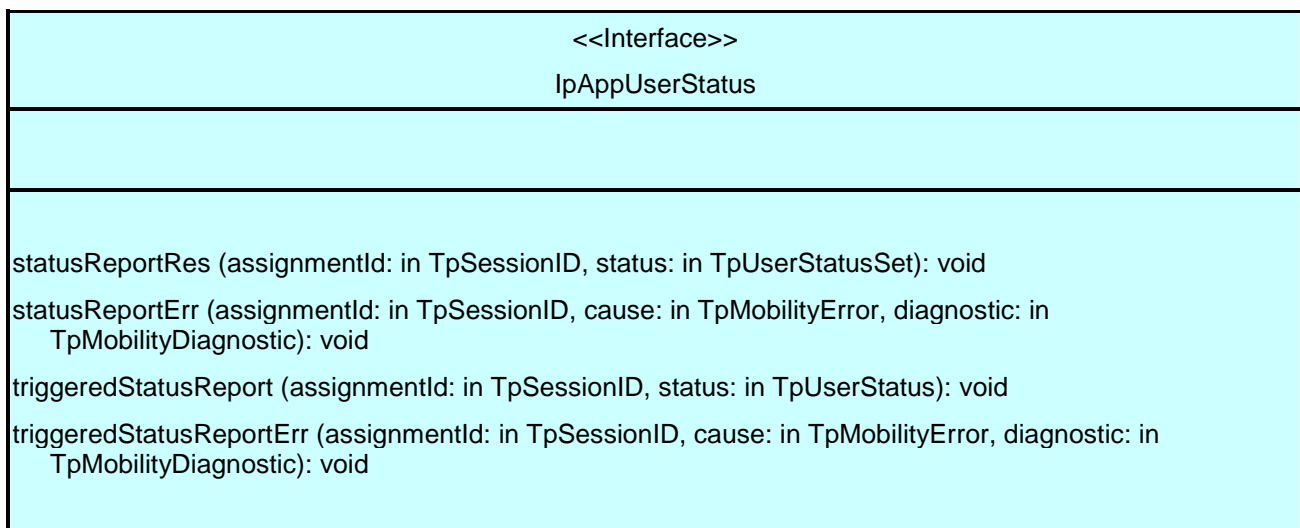 <<Interface>>
IpAppUserStatus
statusReportRes (assignmentId: in TpSessionID, status: in TpUserStatusSet): void
statusReportErr (assignmentId: in TpSessionID, cause: in TpMobilityError, diagnostic: in
TpMobilityDiagnostic): void
triggeredStatusReport (assignmentId: in TpSessionID, status: in TpUserStatus): void
triggeredStatusReportErr (assignmentId: in TpSessionID, cause: in TpMobilityError, diagnostic: in
TpMobilityDiagnostic): void